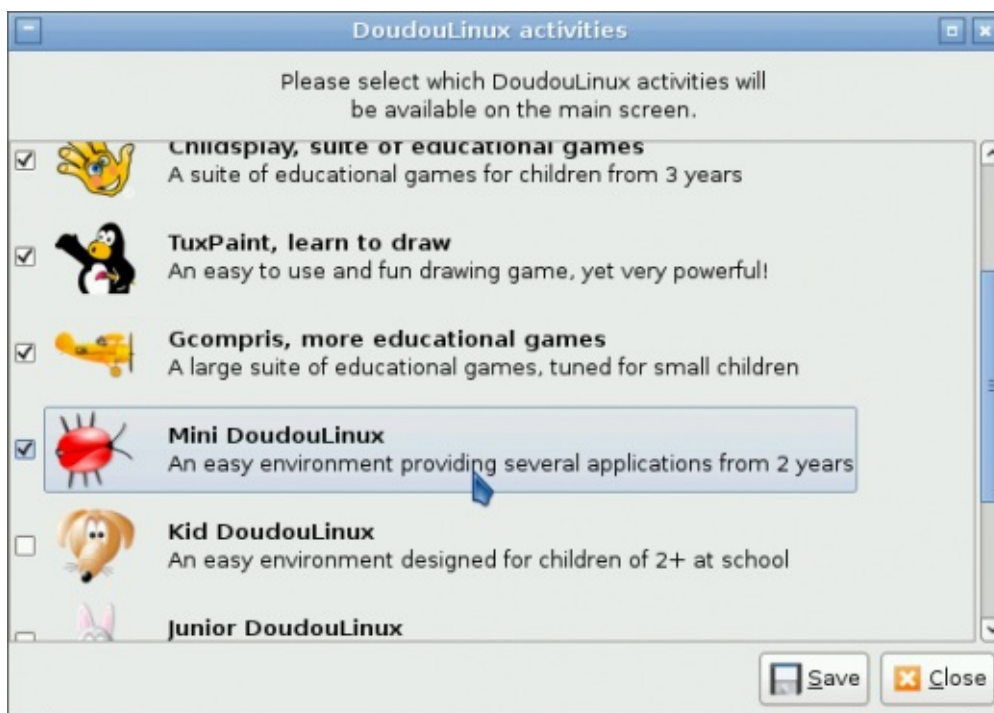 DoudouLinux activities
Please select which DoudouLinux activities will
be available on the main screen.
Childsplay, suite of educational games
A suite of educational games for children from 3 years
TuxPaint, learn to draw
An easy to use and fun drawing game, yet very powerful!
Gcompris, more educational games
A large suite of educational games, tuned for small children
Mini DoudouLinux
An easy environment providing several applications from 2 years
Kid DoudouLinux
An easy environment designed for children of 2+ at school
Junior DoudouLinux
Save
Close